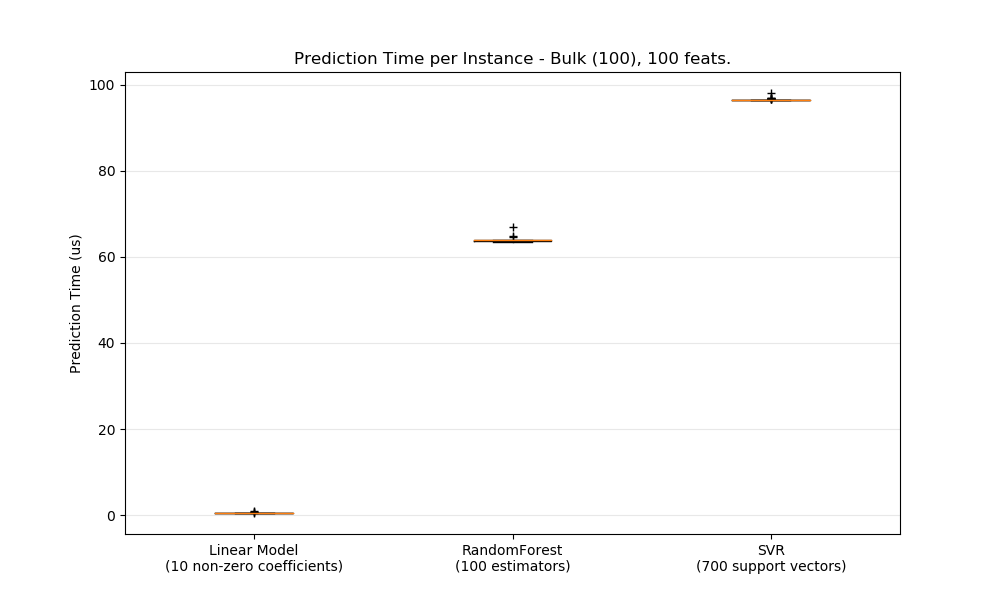 Prediction Time per Instance - Bulk (100), 100 feats.
100
80
60
40
20
0
Prediction Time (us)
Linear Model
(10 non-zero coefficients)
RandomForest
(100 estimators)
SVR
(700 support vectors)